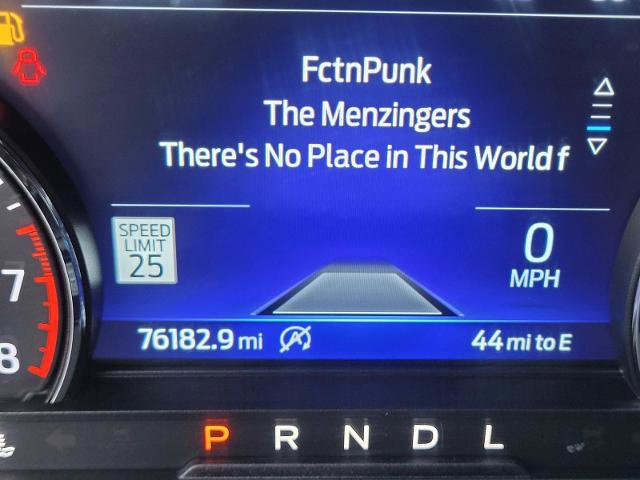 FctnPunk
The Menzingers
There's No Place in This World f
SPEED
LIMIT
25
0
MPH
7
8
76182.9 mi
A
44 mi to E
P R N D L